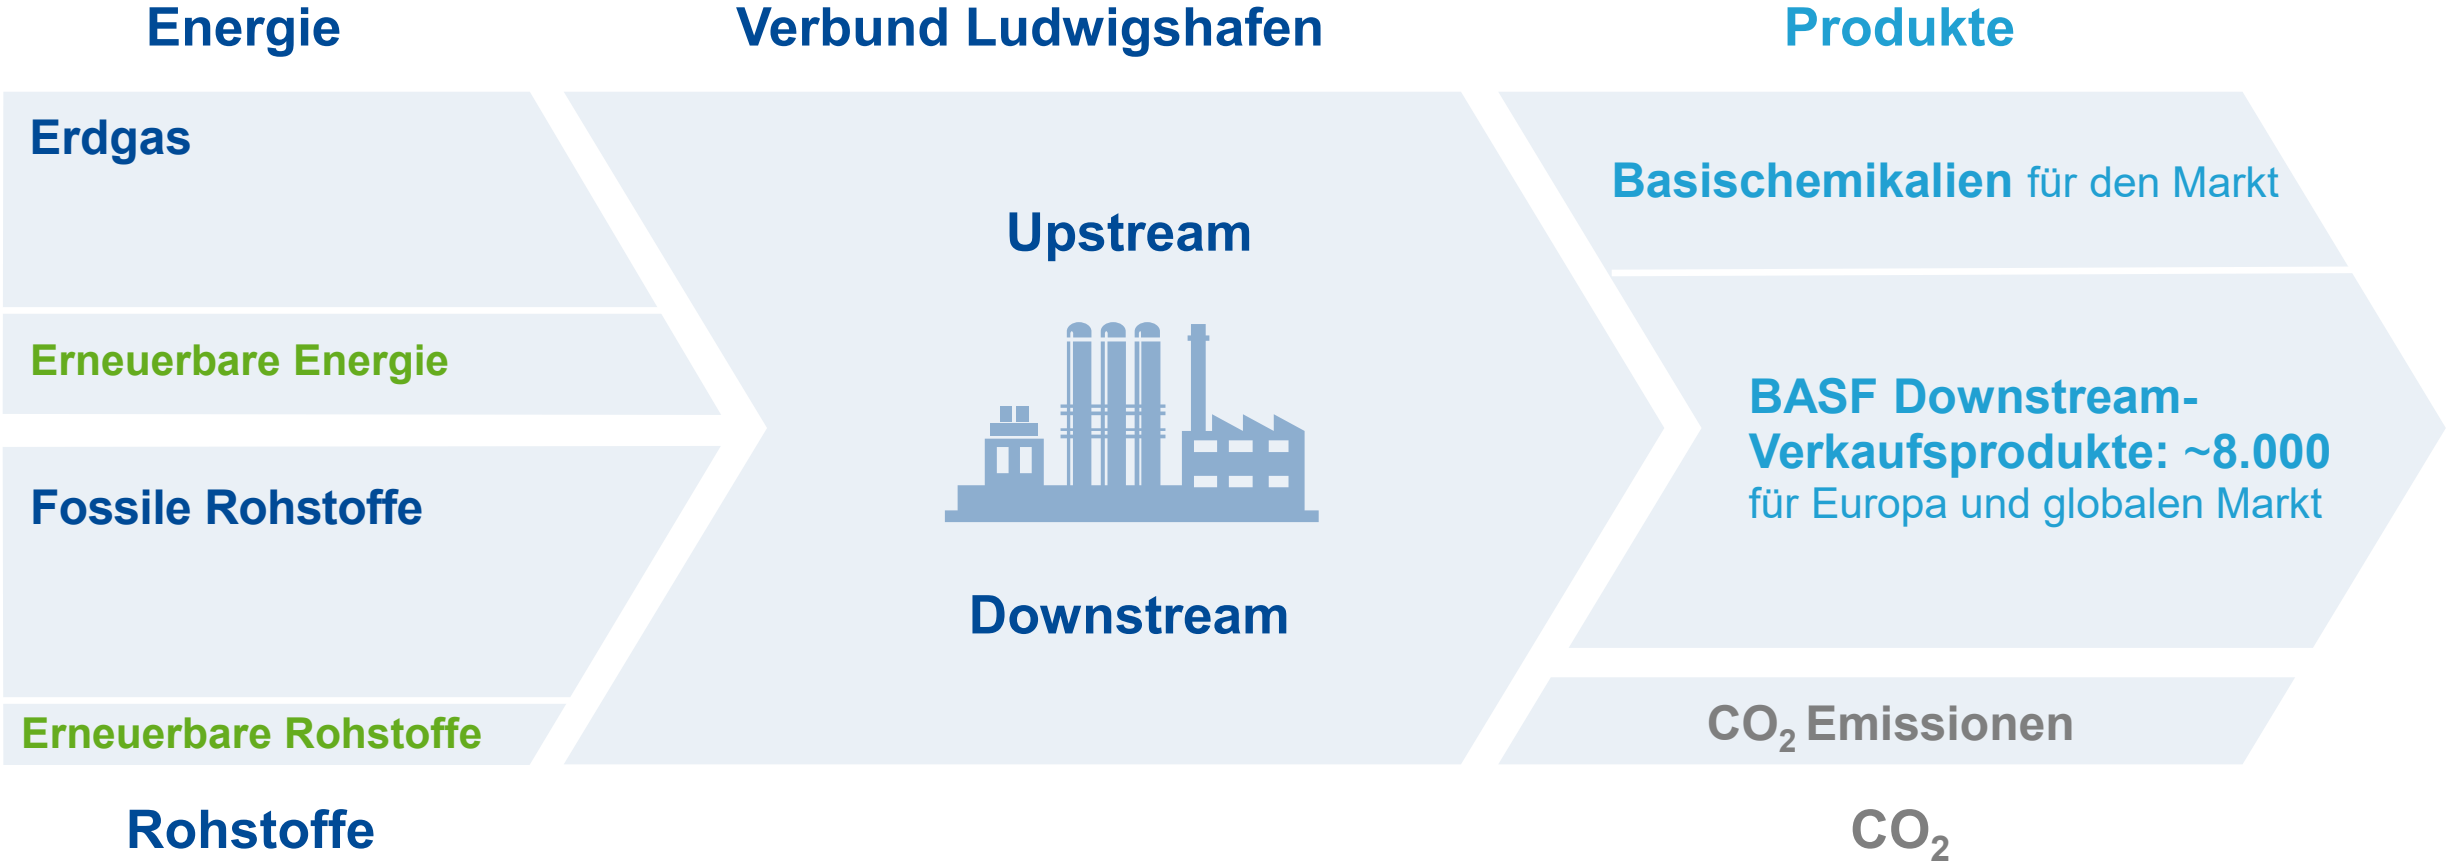 Energie
Verbund Ludwigshafen
Produkte
Erdgas
Erneuerbare Energie
Fossile Rohstoffe
Erneuerbare Rohstoffe
Rohstoffe
Upstream
Downstream
Basischemikalien für den Markt
BASF Downstream-
Verkaufsprodukte: ~8.000
für Europa und globalen Markt
CO₂ Emissionen
CO₂